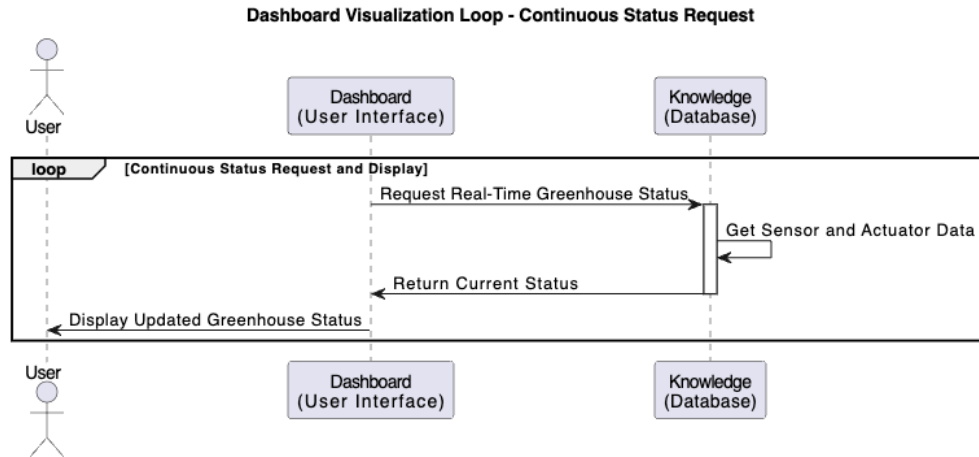 Dashboard Visualization Loop - Continuous Status Request
User
Dashboard
(User Interface)
Knowledge
(Database)
loop
[Continuous Status Request and Display]
Request Real-Time Greenhouse Status
Get Sensor and Actuator Data
Return Current Status
Display Updated Greenhouse Status
User
Dashboard
(User Interface)
Knowledge
(Database)